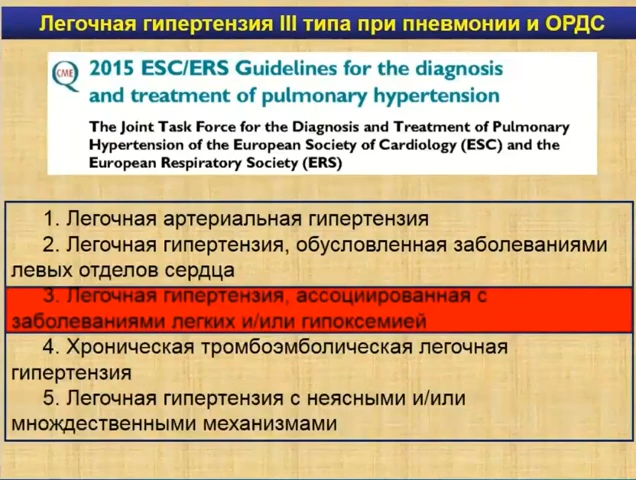 Легочная гипертензия III типа при пневмонии и ОРДС
CME
2015 ESC/ERS Guidelines for the diagnosis
and treatment of pulmonary hypertension
The Joint Task Force for the Diagnosis and Treatment of Pulmonary
Hypertension of the European Society of Cardiology (ESC) and the
European Respiratory Society (ERS)
1. Легочная артериальная гипертензия
2. Легочная гипертензия, обусловленная заболеваниями
левых отделов сердца
3. Легочная гипертензия, ассоциированная с
заболеваниями легких и/или гипоксемией
4. Хроническая тромбоэмболическая легочная
гипертензия
5. Легочная гипертензия с неясными и/или
множдественными механизмами